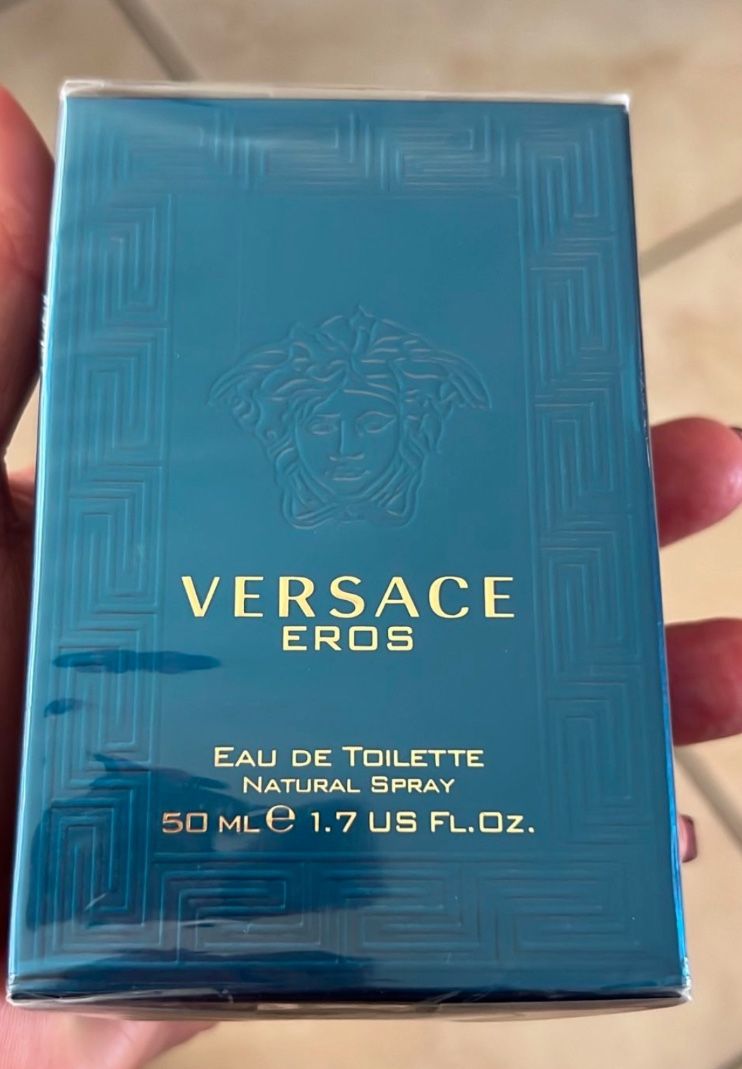 VERSACE
EROS
EAU DE TOILETTE
NATURAL SPRAY
50 ML ℮ 1.7 US FL.OZ.